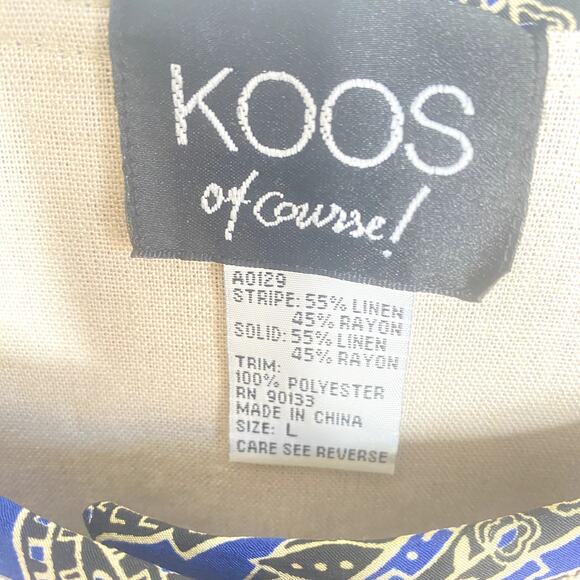 KOOS
of course!
A0129
STRIPE: 55% LINEN
45% RAYON
SOLID: 55% LINEN
45% RAYON
TRIM:
100% POLYESTER
RN 90133
MADE IN CHINA
SIZE: L
CARE SEE REVERSE